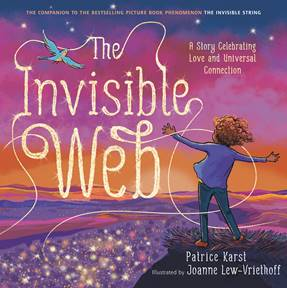 THE COMPANION TO THE BESTSELLING PICTURE BOOK PHENOMENON THE INVISIBLE STRING
The
A Story Celebrating
Love and Universal
Connection
Invisible
Web
Patrice Karst
Illustrated by Joanne Lew-Vriethoff